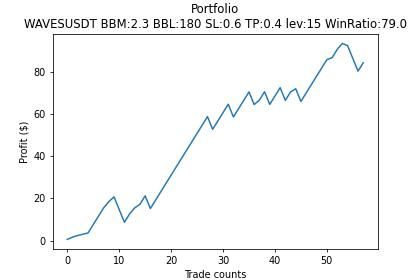 Portfolio
WAVESUSDT BBM:2.3 BBL:180 SL:0.6 TP:0.4 lev:15 WinRatio:79.0
Profit ($)
80
60
40
20
0
0 10 20 30 40 50
Trade counts